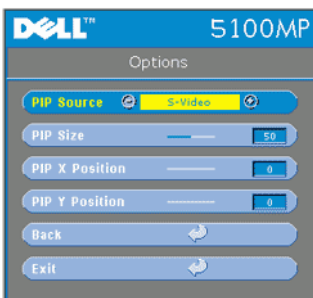 DELL™ 5100MP
Options
PIP Source S-Video
PIP Size 50
PIP X Position 0
PIP Y Position 0
Back
Exit